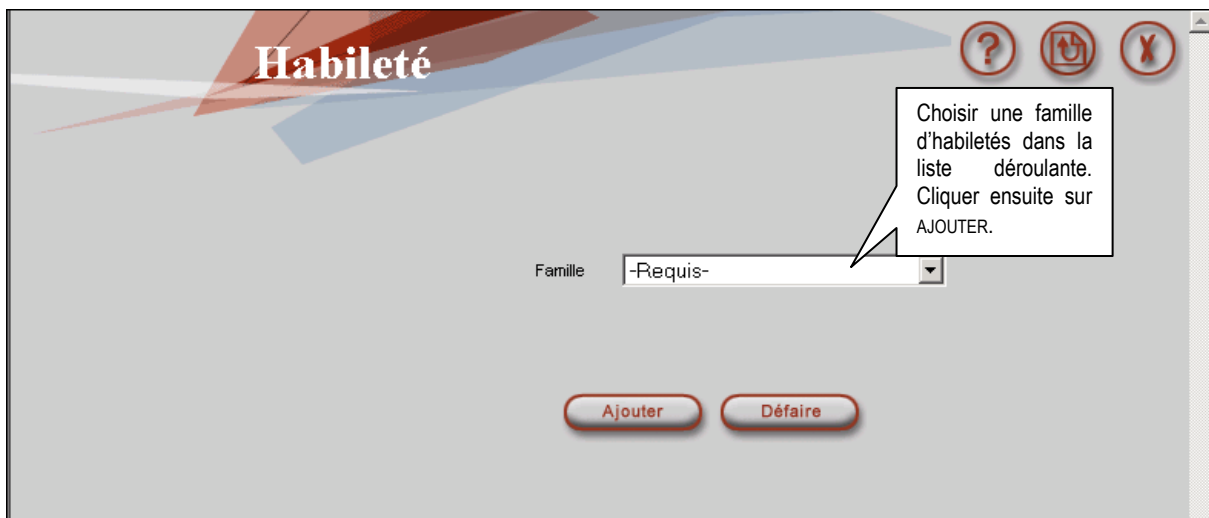 Habileté
?
Choisir une famille
d'habiletés dans la
liste déroulante.
Cliquer ensuite sur
AJOUTER.
Famille -Requis-
Ajouter Défaire